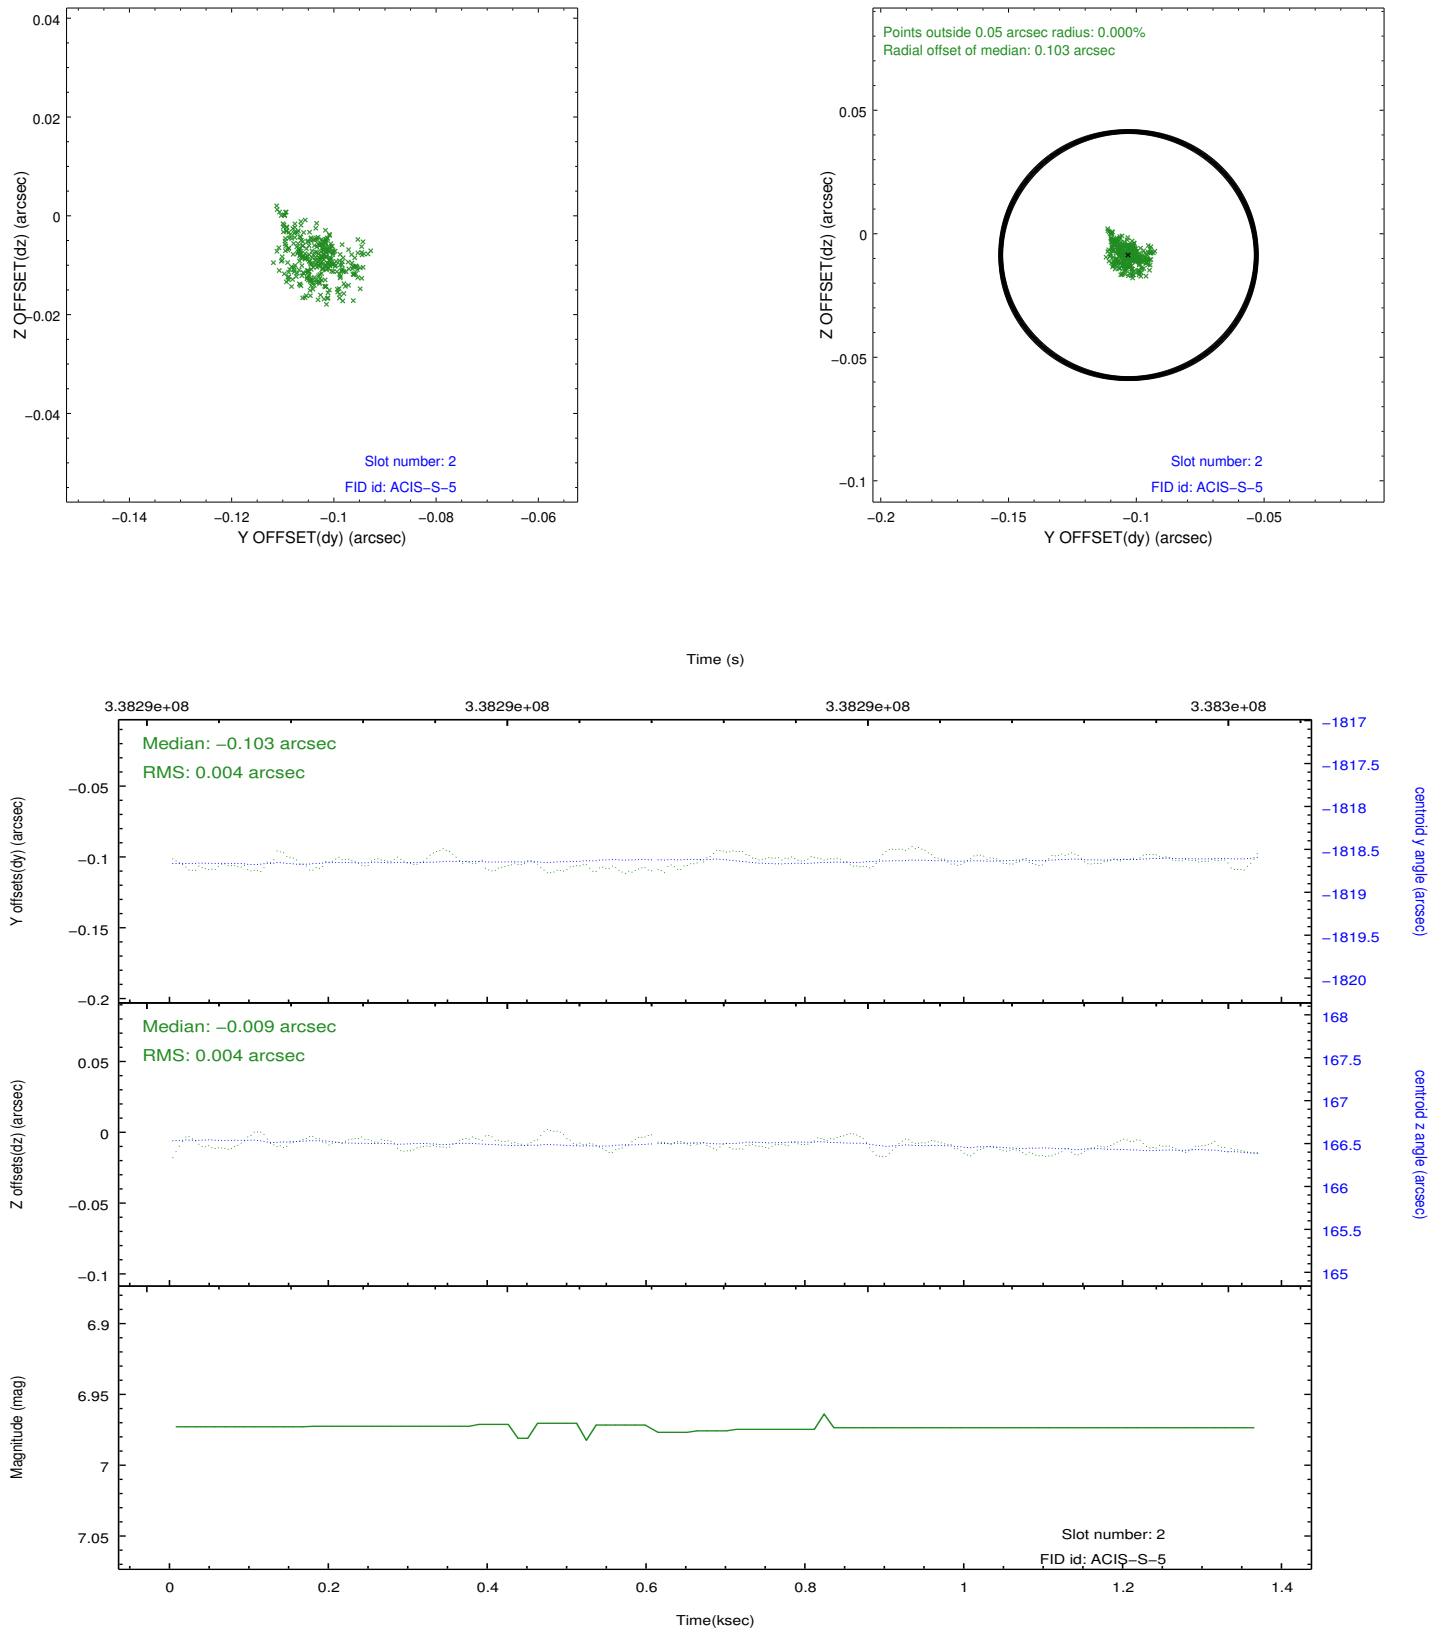 0.04
0.02
0
−0.02
−0.04
Z OFFSET(dz) (arcsec)
Slot number: 2
FID id: ACIS−S−5
−0.14
−0.12
−0.1
−0.08
−0.06
Y OFFSET(dy) (arcsec)
Points outside 0.05 arcsec radius: 0.000%
Radial offset of median: 0.103 arcsec
0.05
0
−0.05
−0.1
Z OFFSET(dz) (arcsec)
Slot number: 2
FID id: ACIS−S−5
−0.2
−0.15
−0.1
−0.05
Y OFFSET(dy) (arcsec)
Time (s)
3.3829e+08
3.3829e+08
3.3829e+08
3.383e+08
Median: −0.103 arcsec
RMS: 0.004 arcsec
−0.05
−0.1
−0.15
−0.2
Y offsets(dy) (arcsec)
−1817
−1817.5
−1818
−1818.5
−1819
−1819.5
−1820
centroid y angle (arcsec)
Median: −0.009 arcsec
RMS: 0.004 arcsec
0.05
0
−0.05
−0.1
Z offsets(dz) (arcsec)
168
167.5
167
166.5
166
165.5
165
centroid z angle (arcsec)
6.9
6.95
7
7.05
Magnitude (mag)
Slot number: 2
FID id: ACIS−S−5
0
0.2
0.4
0.6
0.8
1
1.2
1.4
Time(ksec)